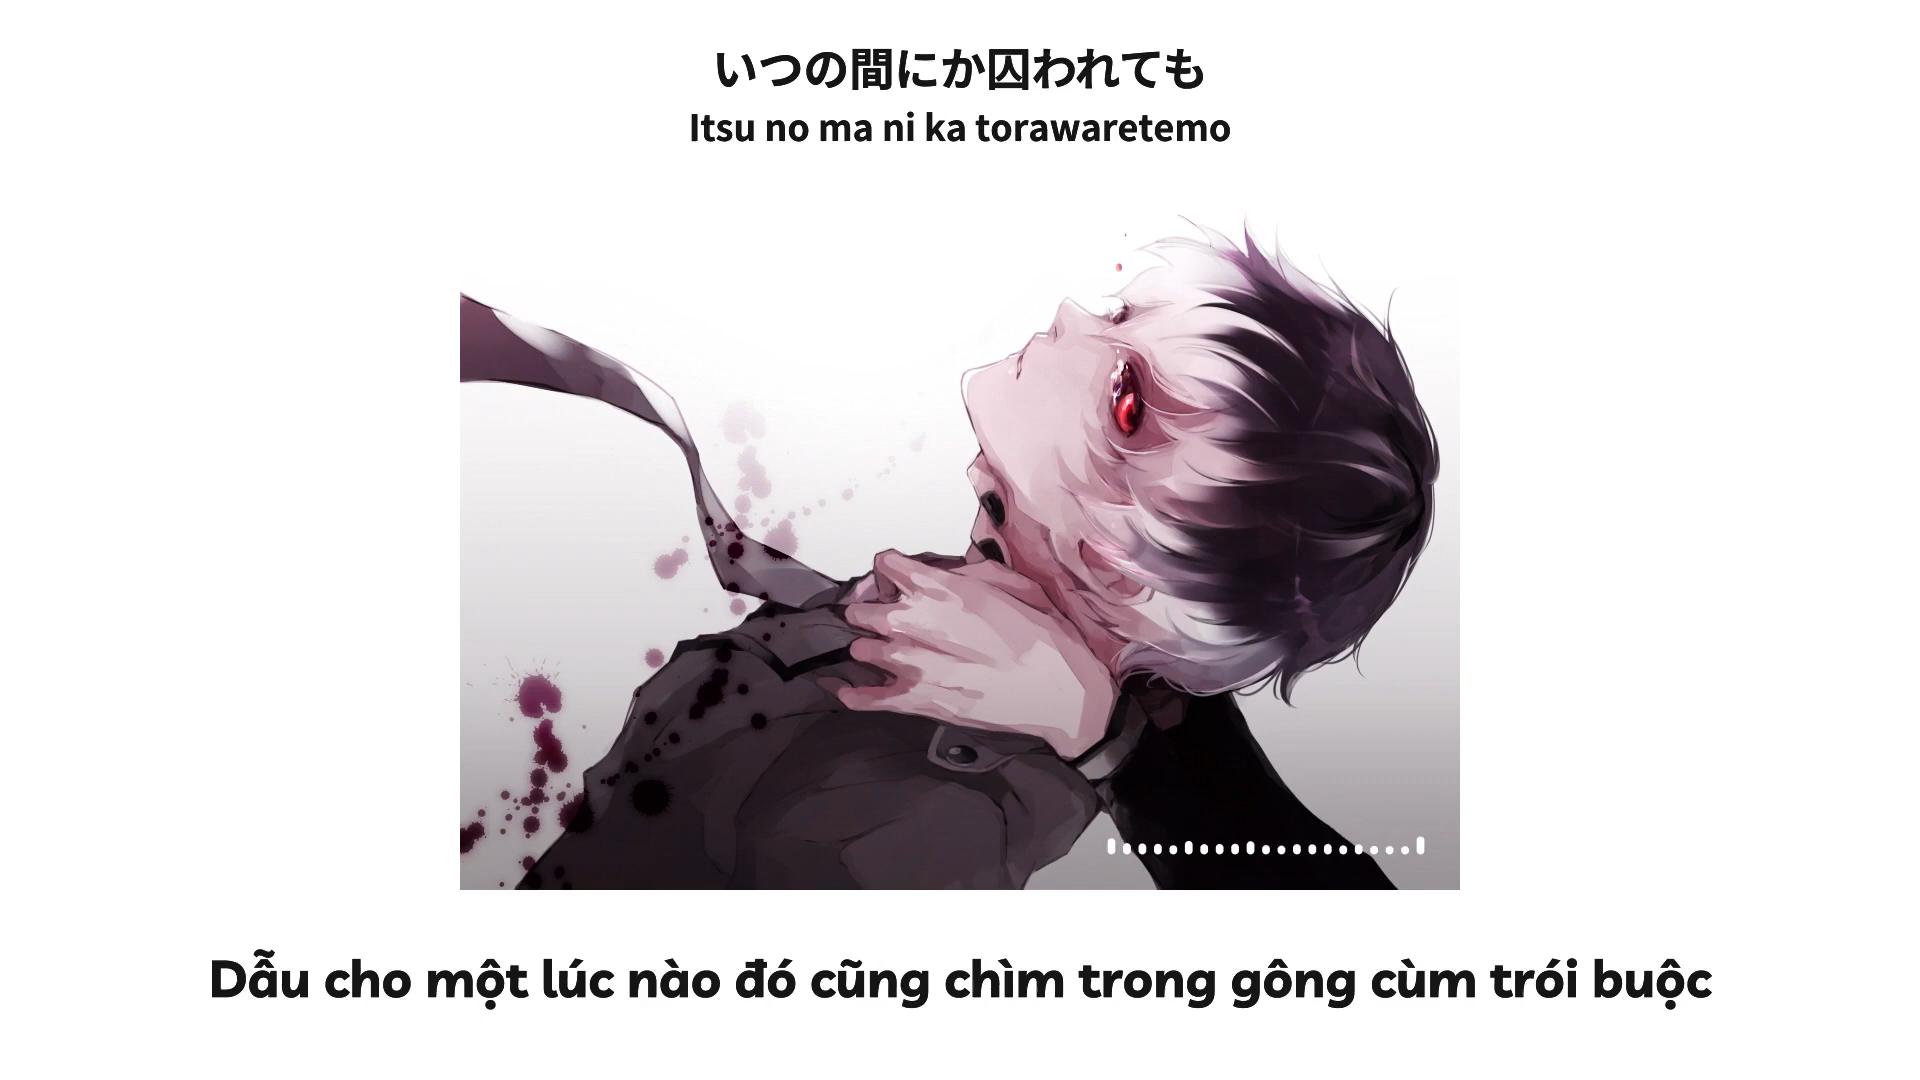 いつの間にか囚われても
Itsu no ma ni ka torawaretemo
Dẫu cho một lúc nào đó cũng chìm trong gông cùm trói buộc